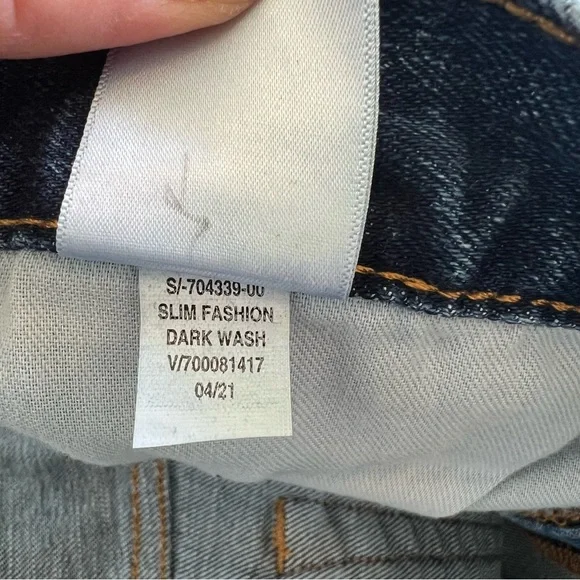 S/-704339-00
SLIM FASHION
DARK WASH
V/700081417
04/21